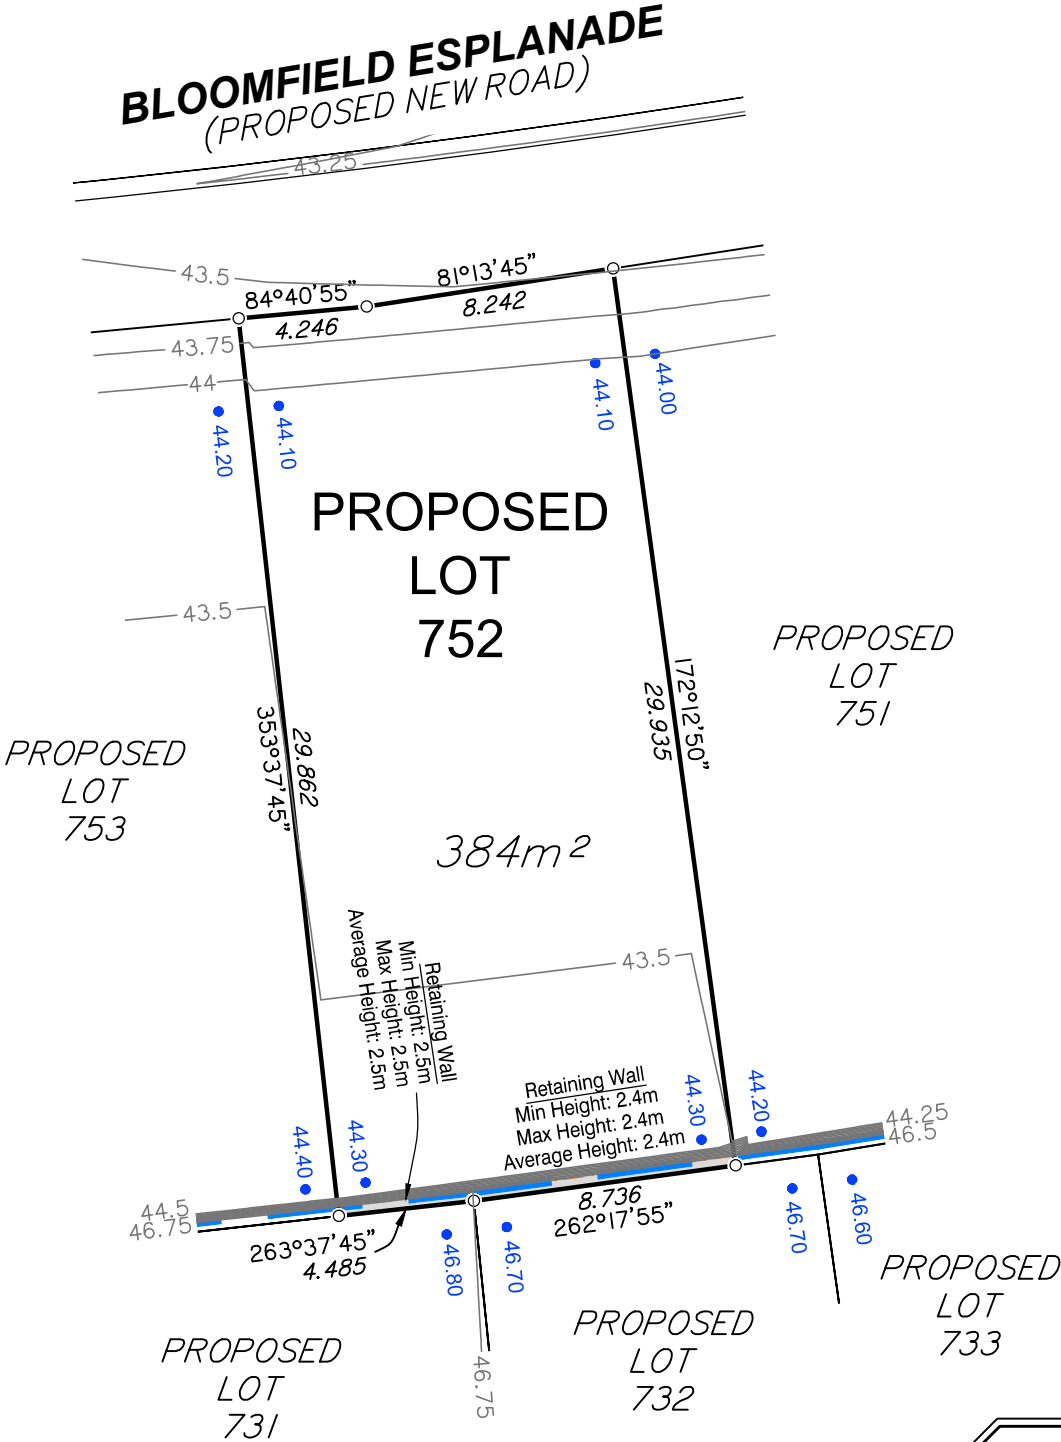 BLOOMFIELD ESPLANADE
(PROPOSED NEW ROAD)
43.25
43.5
84°40'55"
4.246
81°13'45"
8.242
43.75
44
44.20
44.10
44.10
44.00
PROPOSED
LOT
752
43.5
353°37'45"
29.862
172°12'50"
29.935
PROPOSED
LOT
751
PROPOSED
LOT
753
384m²
43.5
Retaining Wall
Min Height: 2.5m
Max Height: 2.5m
Average Height: 2.5m
Retaining Wall
Min Height: 2.4m
Max Height: 2.4m
Average Height: 2.4m
44.40
44.30
44.30
44.20
44.25
46.5
44.5
46.75
263°37'45"
4.485
8.736
262°17'55"
46.80
46.70
46.70
46.60
46.75
PROPOSED
LOT
731
PROPOSED
LOT
732
PROPOSED
LOT
733